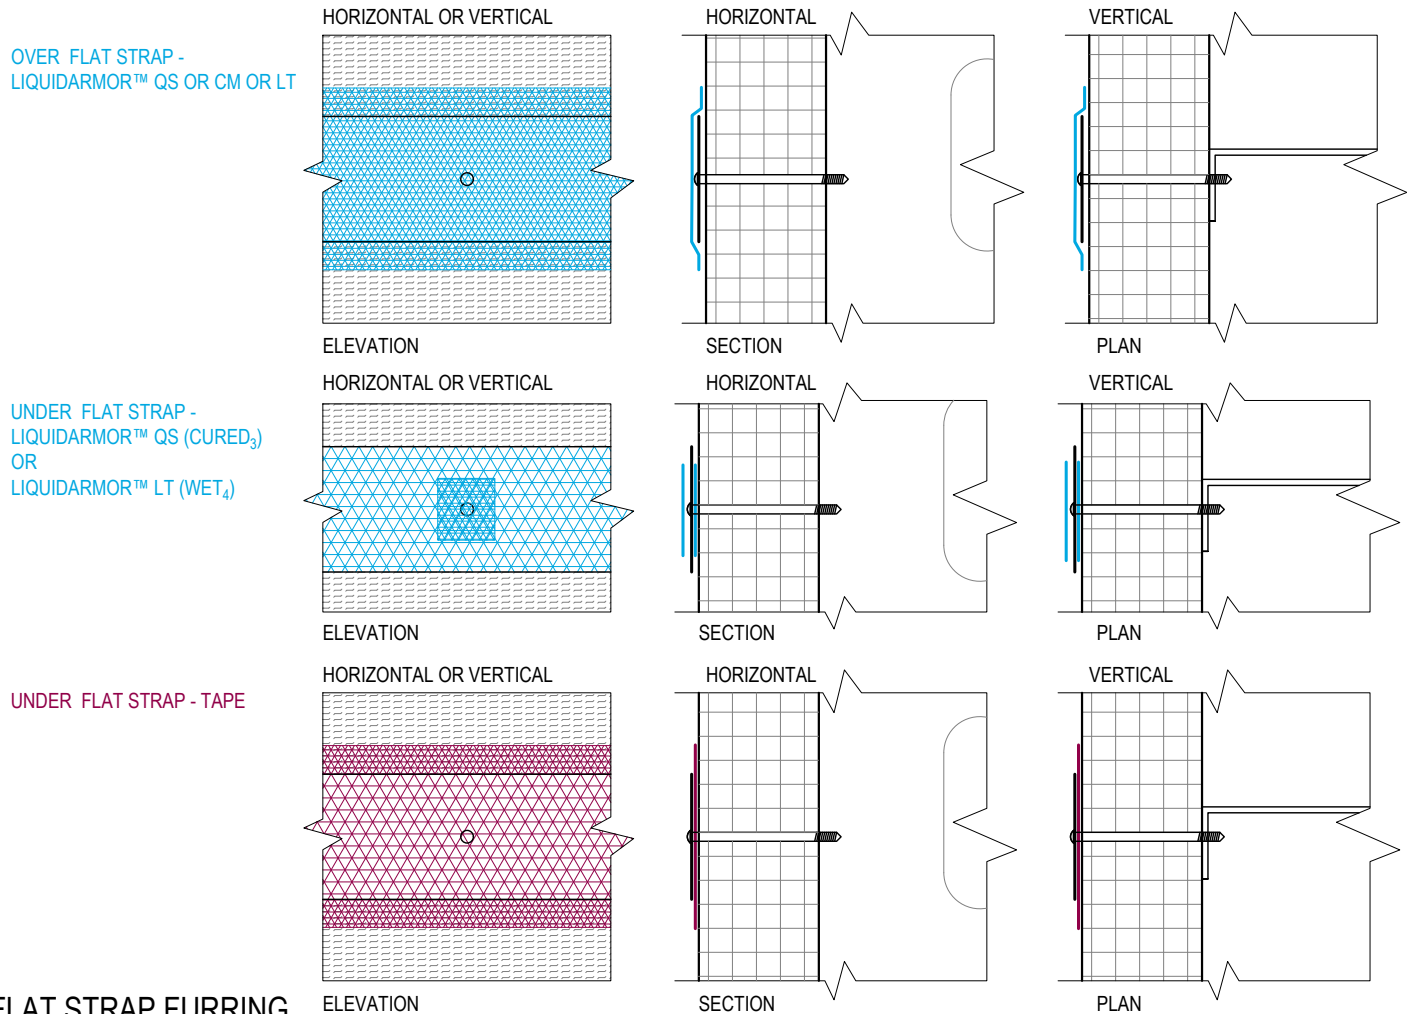 HORIZONTAL OR VERTICAL
HORIZONTAL
VERTICAL
OVER FLAT STRAP -
LIQUIDARMOR™ QS OR CM OR LT
ELEVATION
SECTION
PLAN
HORIZONTAL OR VERTICAL
HORIZONTAL
VERTICAL
UNDER FLAT STRAP -
LIQUIDARMOR™ QS (CURED₃)
OR
LIQUIDARMOR™ LT (WET₄)
ELEVATION
SECTION
PLAN
HORIZONTAL OR VERTICAL
HORIZONTAL
VERTICAL
UNDER FLAT STRAP - TAPE
FLAT STRAP FURRING
ELEVATION
SECTION
PLAN